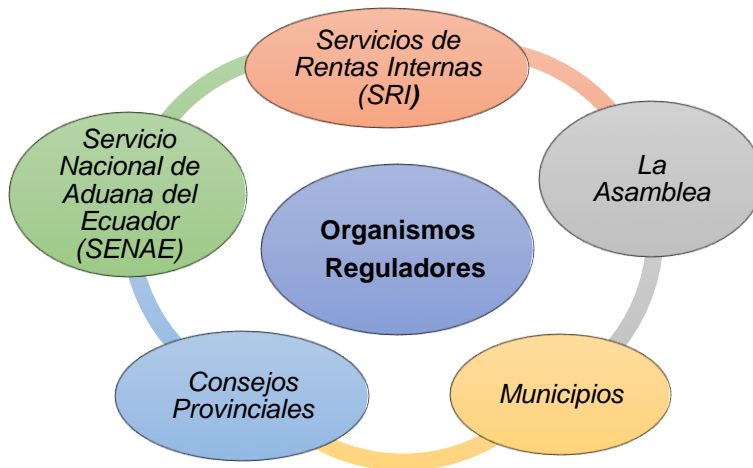 Servicios de
Rentas Internas
(SRI)
La
Asamblea
Municipios
Consejos
Provinciales
Servicio
Nacional de
Aduana del
Ecuador
(SENAE)
Organismos
Reguladores